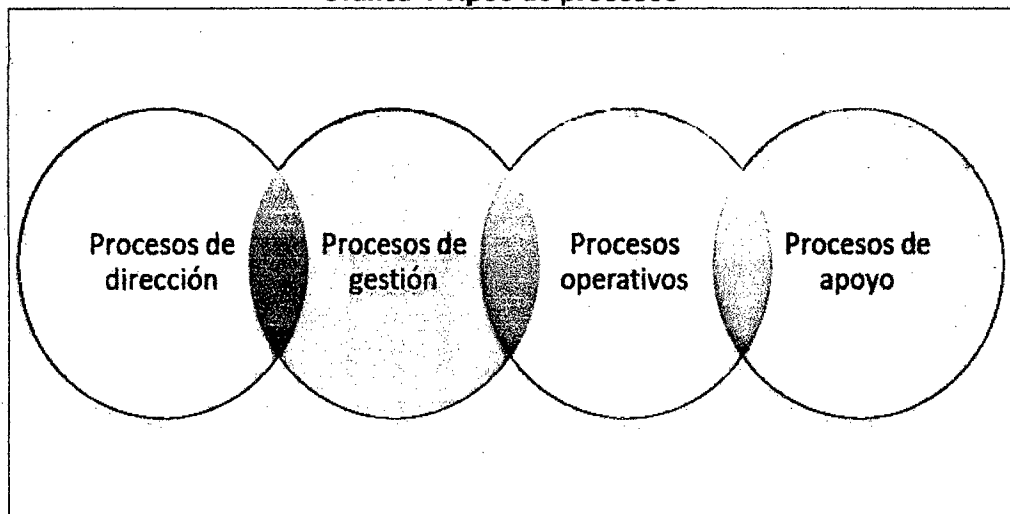 Procesos de
dirección
Procesos de
gestión
Procesos
operativos
Procesos de
apoyo